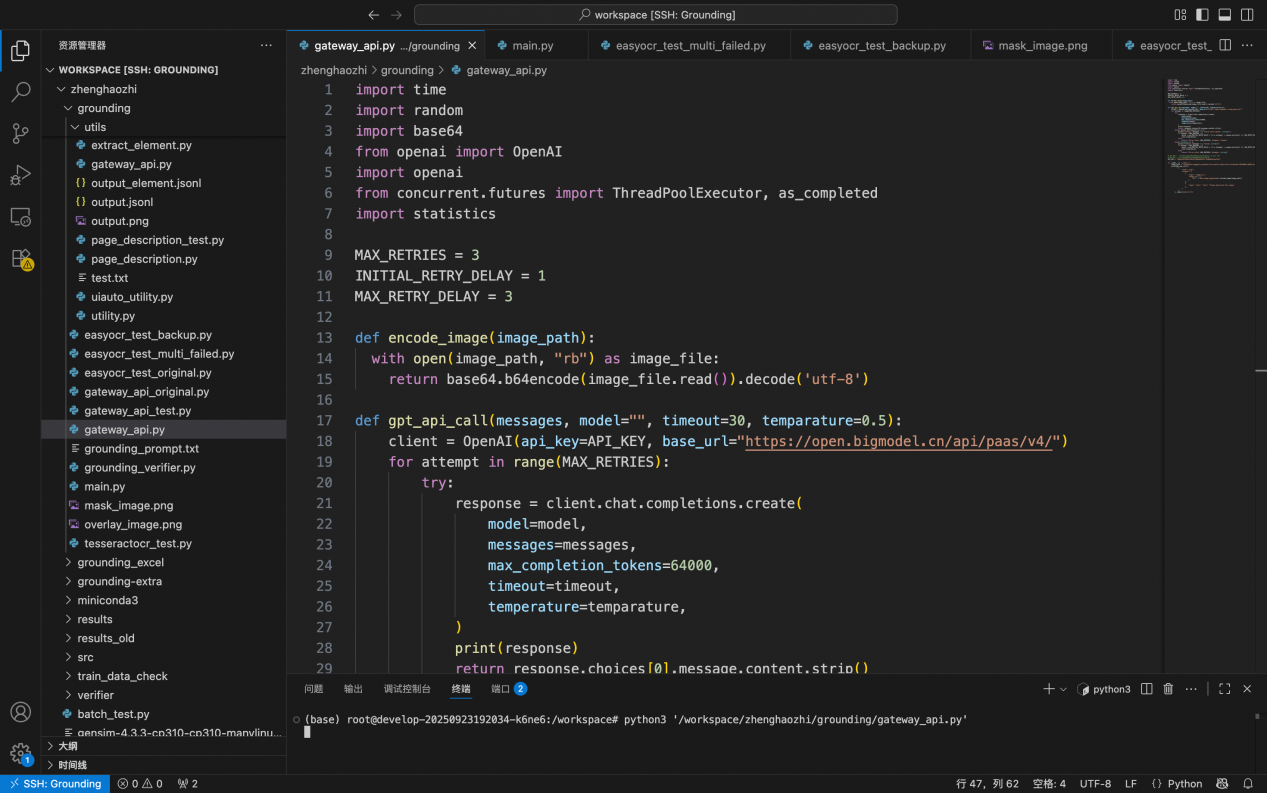 workspace [SSH: Grounding]
资源管理器
WORKSPACE [SSH: GROUNDING]
zhenghaozhi
grounding
utils
extract_element.py
gateway_api.py
output_element.jsonl
output.jsonl
output.png
page_description_test.py
page_description.py
test.txt
uiauto_utility.py
utility.py
easyocr_test_backup.py
easyocr_test_multi_failed.py
easyocr_test_original.py
gateway_api_original.py
gateway_api_test.py
gateway_api.py
grounding_prompt.txt
grounding_verifier.py
main.py
mask_image.png
overlay_image.png
tesseractocr_test.py
grounding_excel
grounding-extra
miniconda3
results
results_old
src
train_data_check
verifier
batch_test.py
gensim-4.3.3-cp310-cp310-manylinu...
大纲
时间线
gateway_api.py .../grounding
main.py
easyocr_test_multi_failed.py
easyocr_test_backup.py
mask_image.png
easyocr_test_
zhenghaozhi > grounding > gateway_api.py
1 import time
2 import random
3 import base64
4 from openai import OpenAI
5 import openai
6 from concurrent.futures import ThreadPoolExecutor, as_completed
7 import statistics
8
9 MAX_RETRIES = 3
10 INITIAL_RETRY_DELAY = 1
11 MAX_RETRY_DELAY = 3
12
13 def encode_image(image_path):
14 with open(image_path, "rb") as image_file:
15 return base64.b64encode(image_file.read()).decode('utf-8')
16
17 def gpt_api_call(messages, model="", timeout=30, temparature=0.5):
18 client = OpenAI(api_key=API_KEY, base_url="https://open.bigmodel.cn/api/paas/v4/")
19 for attempt in range(MAX_RETRIES):
20 try:
21 response = client.chat.completions.create(
22 model=model,
23 messages=messages,
24 max_completion_tokens=64000,
25 timeout=timeout,
26 temperature=temparature,
27 )
28 print(response)
29 return response.choices[0].message.content.strip()
问题 输出 调试控制台 终端 端口 2
python3
(base) root@develop-20250923192034-k6ne6:/workspace# python3 '/workspace/zhenghaozhi/grounding/gateway_api.py'
1
SSH: Grounding 0 0 2
行 47, 列 62 空格: 4 UTF-8 LF {} Python